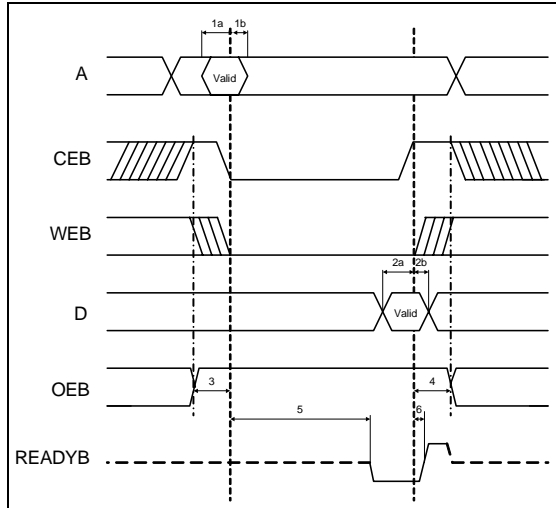 1a 1b
A
Valid
CEB
WEB
2a 2b
D
Valid
OEB
3
4
5
6
READYB